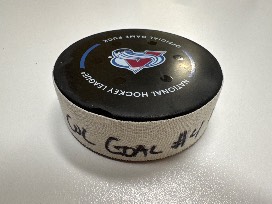 OFFICIAL GAME PUCK
NATIONAL HOCKEY LEAGUE
COL GOAL #4